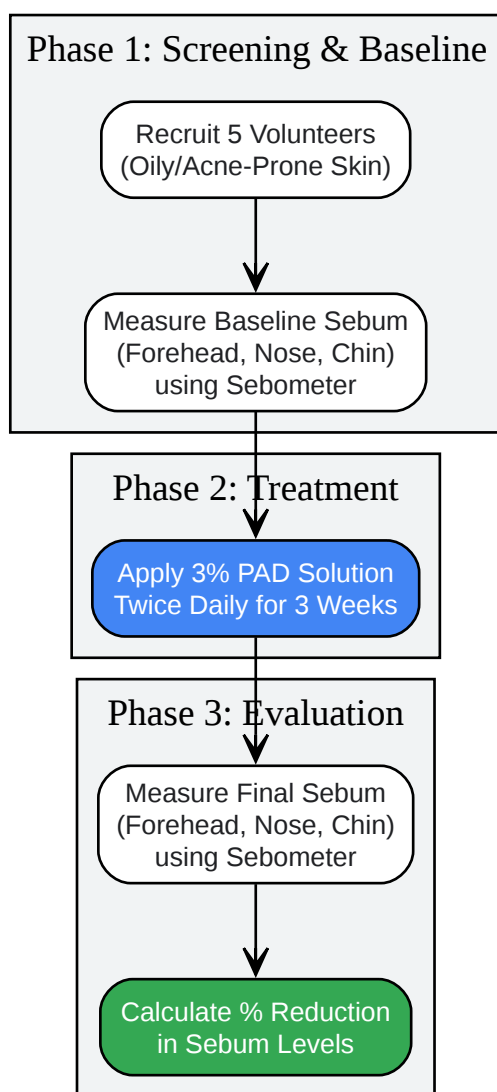 Phase 1: Screening & Baseline
Recruit 5 Volunteers
(Oily/Acne-Prone Skin)
Measure Baseline Sebum
(Forehead, Nose, Chin)
using Sebometer
Phase 2: Treatment
Apply 3% PAD Solution
Twice Daily for 3 Weeks
Phase 3: Evaluation
Measure Final Sebum
(Forehead, Nose, Chin)
using Sebometer
Calculate % Reduction
in Sebum Levels